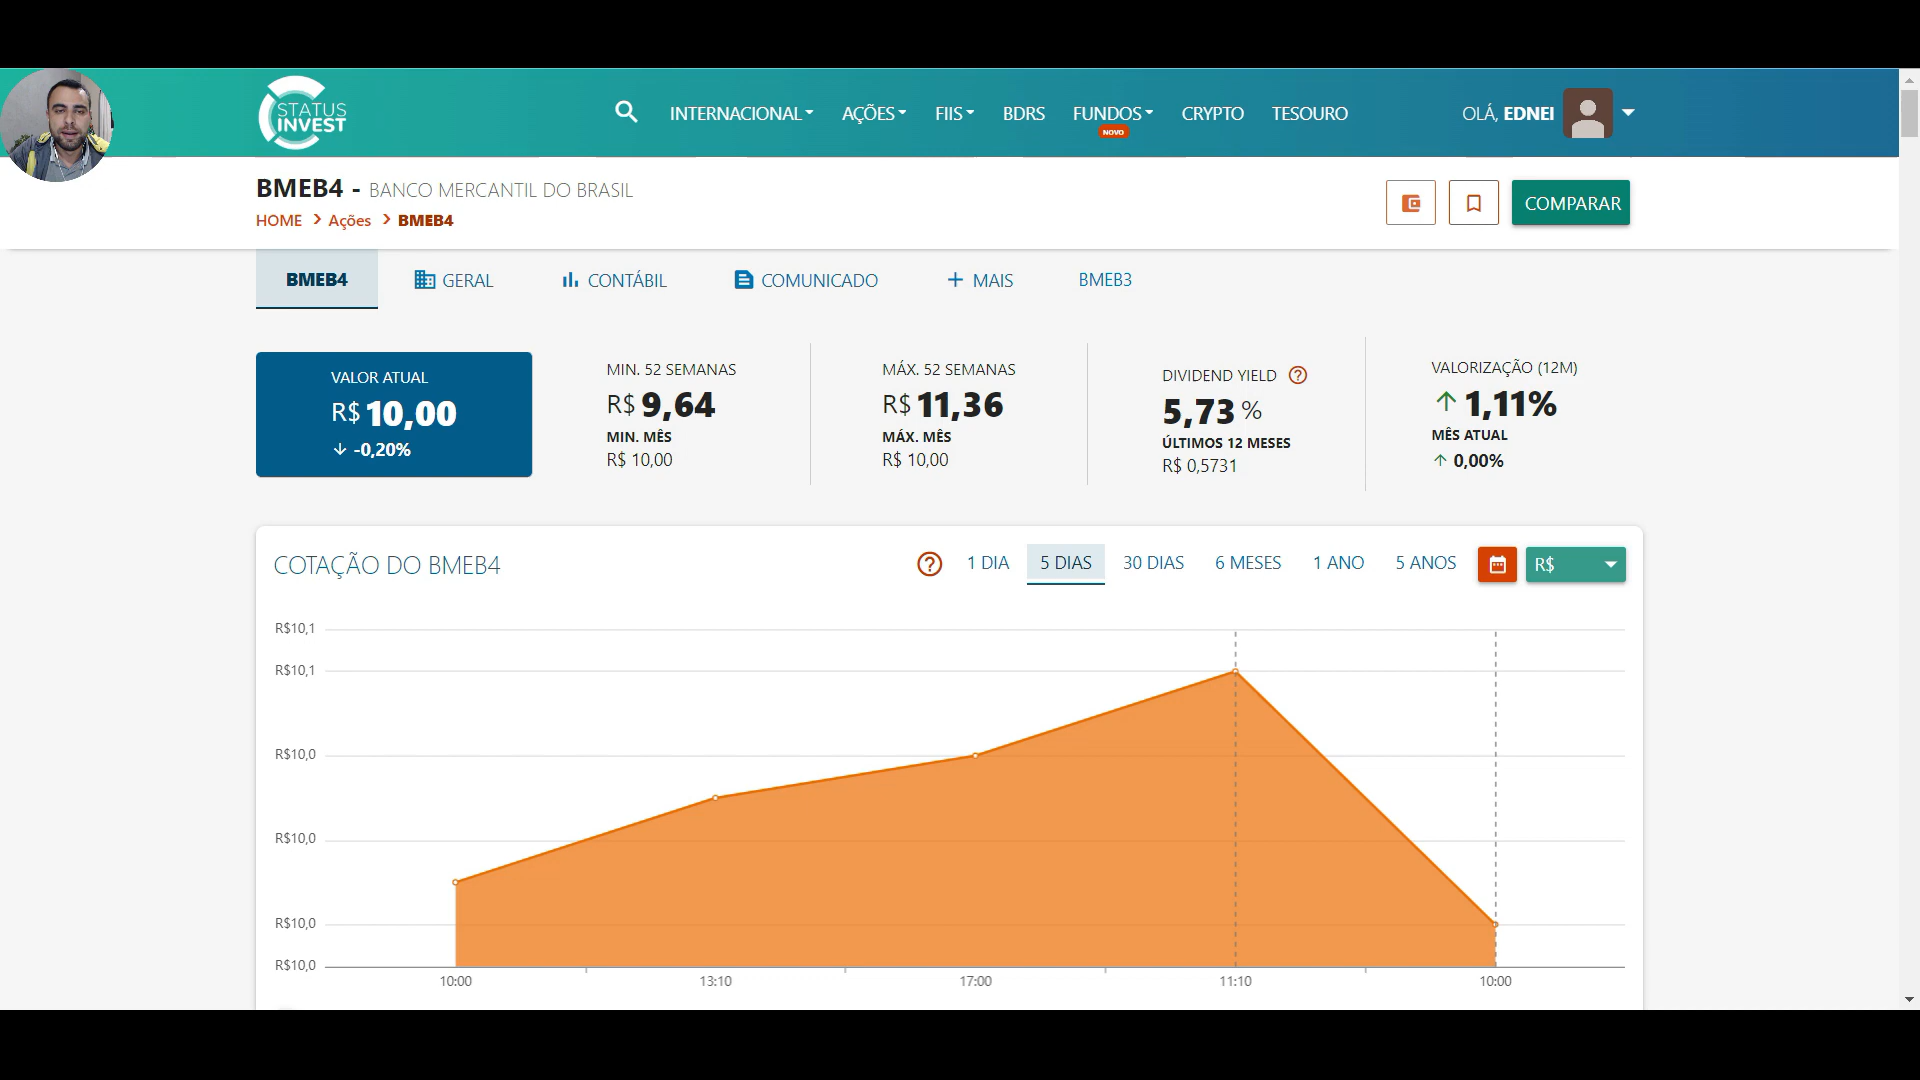 STATUS
INVEST
INTERNACIONAL
AÇÕES
FIIS
BDRS
FUNDOS
NOVO
CRYPTO
TESOURO
OLÁ, EDNEI
BMEB4 - BANCO MERCANTIL DO BRASIL
HOME > Ações > BMEB4
COMPARAR
BMEB4
GERAL
CONTÁBIL
COMUNICADO
MAIS
BMEB3
VALOR ATUAL
R$ 10,00
-0,20%
MIN. 52 SEMANAS
R$ 9,64
MIN. MÊS
R$ 10,00
MÁX. 52 SEMANAS
R$ 11,36
MÁX. MÊS
R$ 10,00
DIVIDEND YIELD
5,73 %
ÚLTIMOS 12 MESES
R$ 0,5731
VALORIZAÇÃO (12M)
1,11%
MÊS ATUAL
0,00%
COTAÇÃO DO BMEB4
1 DIA
5 DIAS
30 DIAS
6 MESES
1 ANO
5 ANOS
R$
R$10,1
R$10,1
R$10,0
R$10,0
R$10,0
R$10,0
10:00
13:10
17:00
11:10
10:00